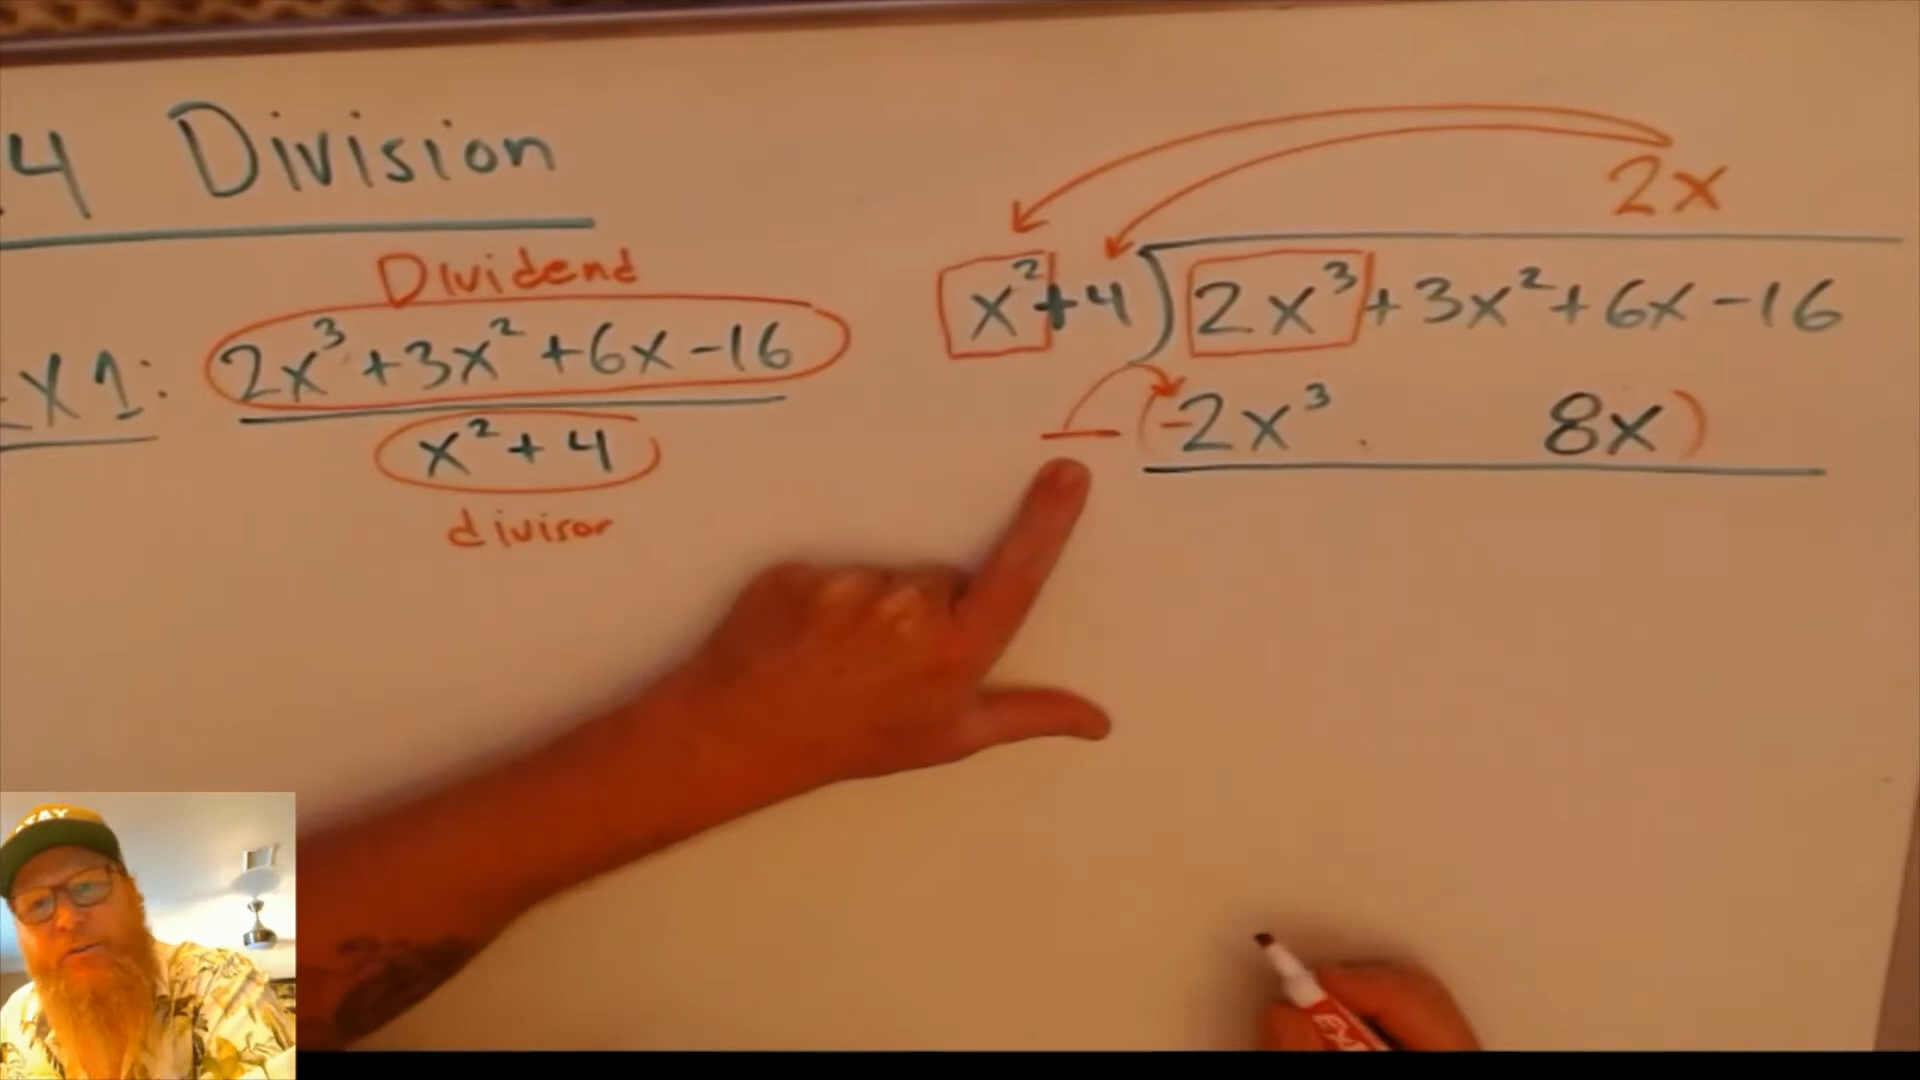 .4 Division
Dividend
EX1: 2x³+3x²+6x-16
x²+4
divisor
2x
x²+4)2x³+3x²+6x-16
-(-2x³ 8x)